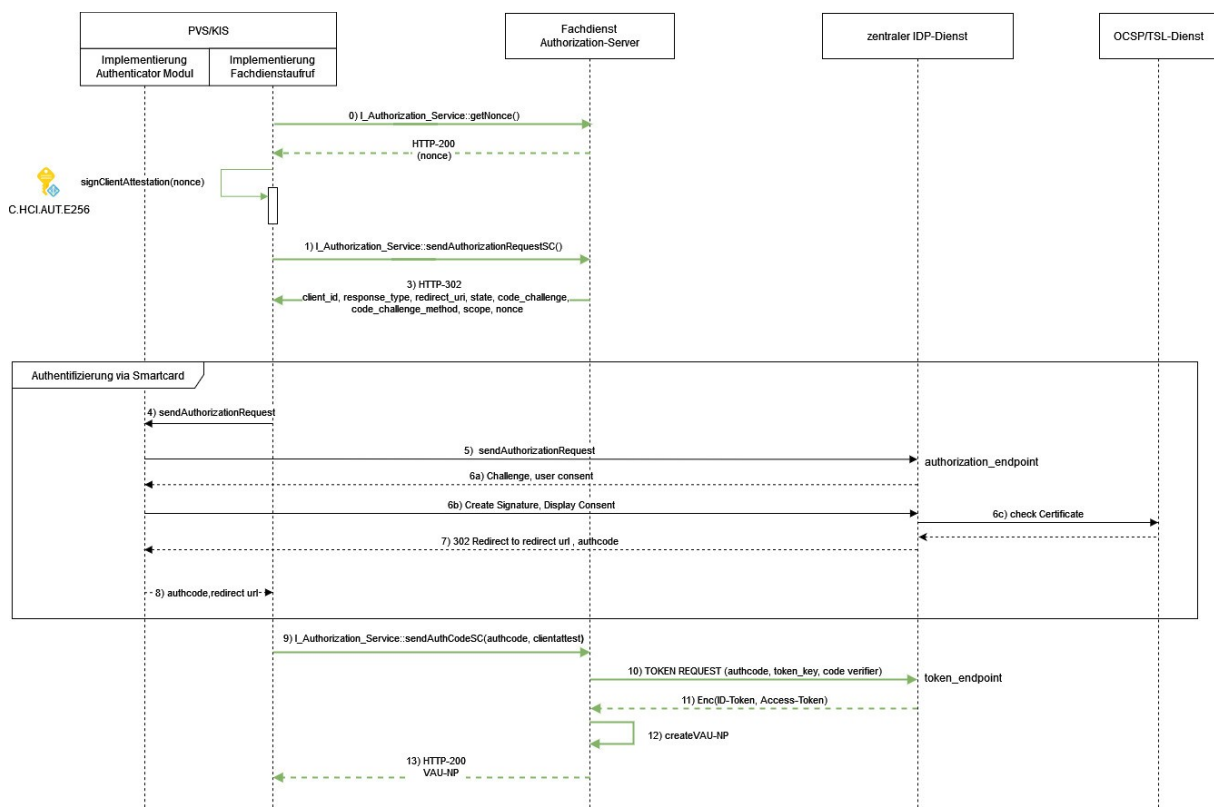 PVS/KIS
Implementierung
Authenticator Modul
Implementierung
Fachdienstaufruf
Fachdienst
Authorization-Server
zentraler IDP-Dienst
OCSP/TSL-Dienst
0) I_Authorization_Service::getNonce()
HTTP-200
(nonce)
signClientAttestation(nonce)
C.HCI.AUT.E256
1) I_Authorization_Service::sendAuthorizationRequestSC()
3) HTTP-302
client_id, response_type, redirect_uri, state, code_challenge,
code_challenge_method, scope, nonce
Authentifizierung via Smartcard
4) sendAuthorizationRequest
5) sendAuthorizationRequest
authorization_endpoint
6a) Challenge, user consent
6b) Create Signature, Display Consent
6c) check Certificate
7) 302 Redirect to redirect url , authcode
8) authcode,redirect url
9) I_Authorization_Service::sendAuthCodeSC(authcode, clientattest)
10) TOKEN REQUEST (authcode, token_key, code verifier)
token_endpoint
11) Enc(ID-Token, Access-Token)
12) createVAU-NP
13) HTTP-200
VAU-NP